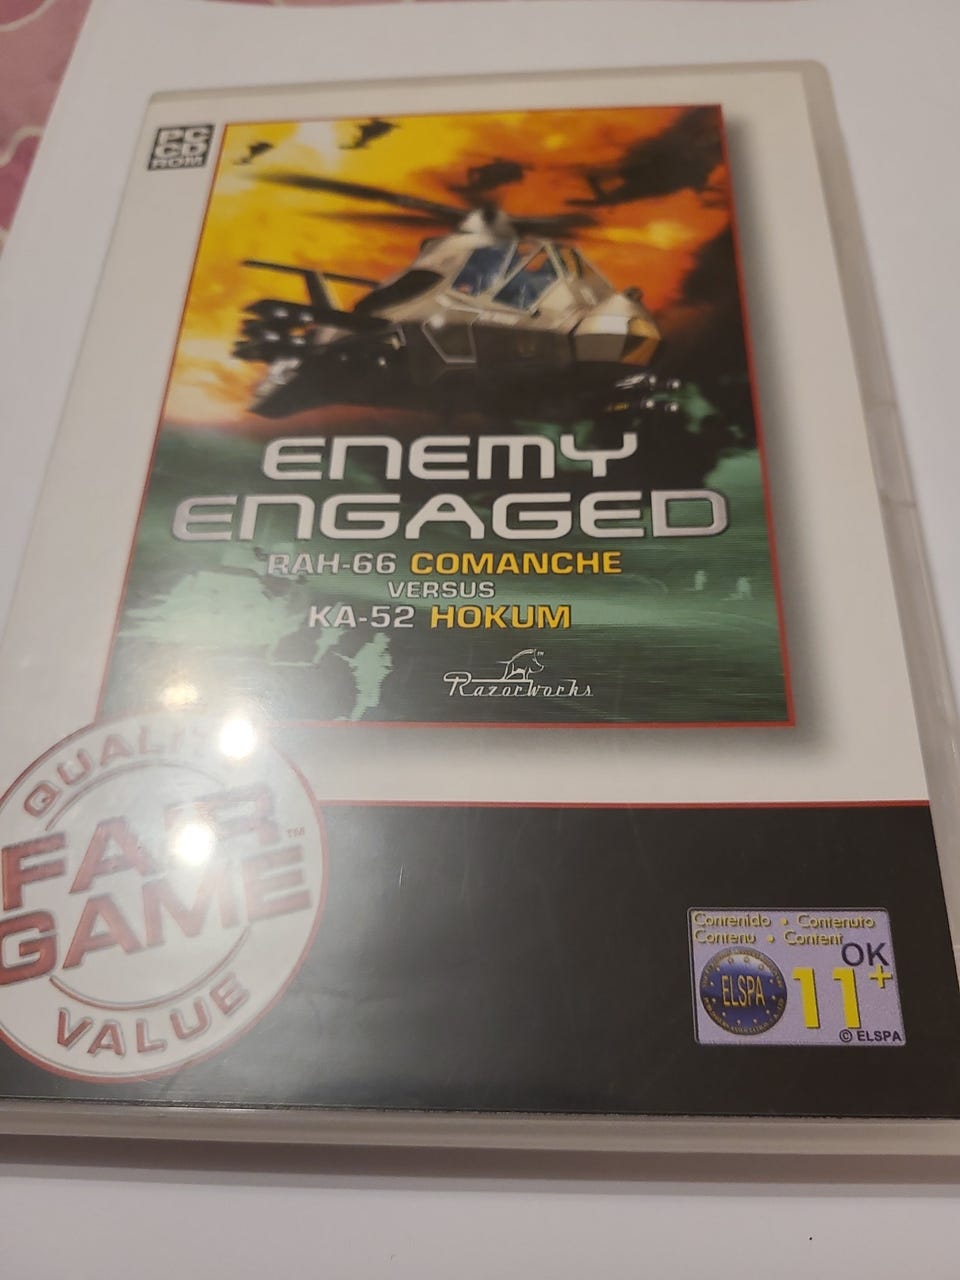 PC
CD
ROM
ENEMY
ENGAGED
RAH-66 COMANCHE
VERSUS
KA-52 HOKUM
Razorworks
QUALITY
FAIR
GAME™
VALUE
Contenido • Contenuto
Contenu • Content
OK
ELSPA
11+
© ELSPA